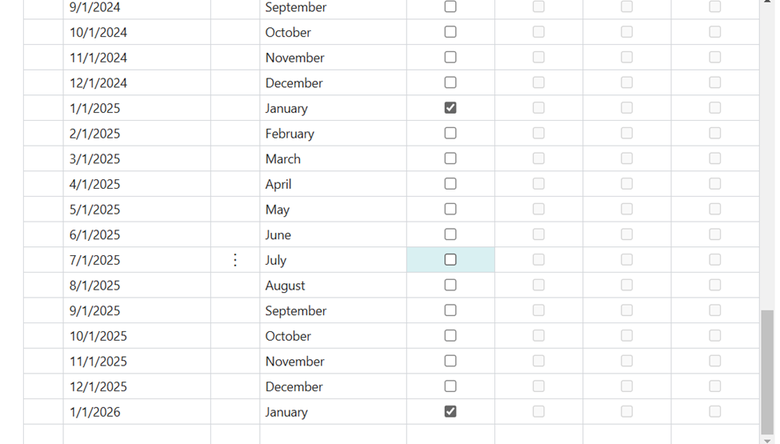 9/1/2024 September
10/1/2024 October
11/1/2024 November
12/1/2024 December
1/1/2025 January
2/1/2025 February
3/1/2025 March
4/1/2025 April
5/1/2025 May
6/1/2025 June
7/1/2025 July
8/1/2025 August
9/1/2025 September
10/1/2025 October
11/1/2025 November
12/1/2025 December
1/1/2026 January